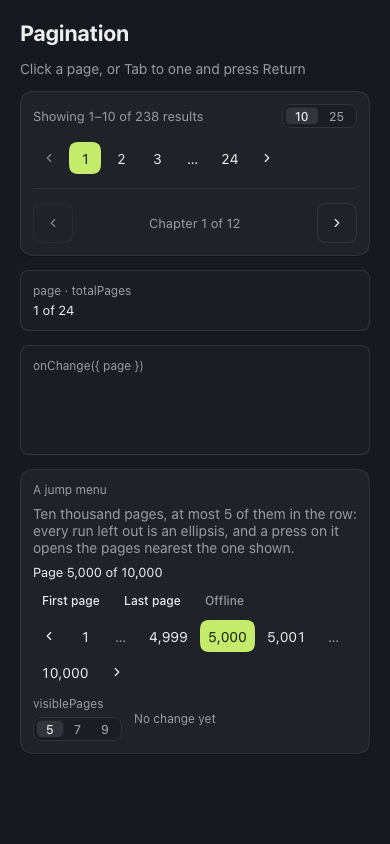 Pagination
Click a page, or Tab to one and press Return
Showing 1–10 of 238 results 10 25
1 2 3 … 24
Chapter 1 of 12
page · totalPages
1 of 24
onChange({ page })
A jump menu
Ten thousand pages, at most 5 of them in the row:
every run left out is an ellipsis, and a press on it
opens the pages nearest the one shown.
Page 5,000 of 10,000
First page Last page Offline
1 … 4,999 5,000 5,001 …
10,000
visiblePages
5 7 9 No change yet